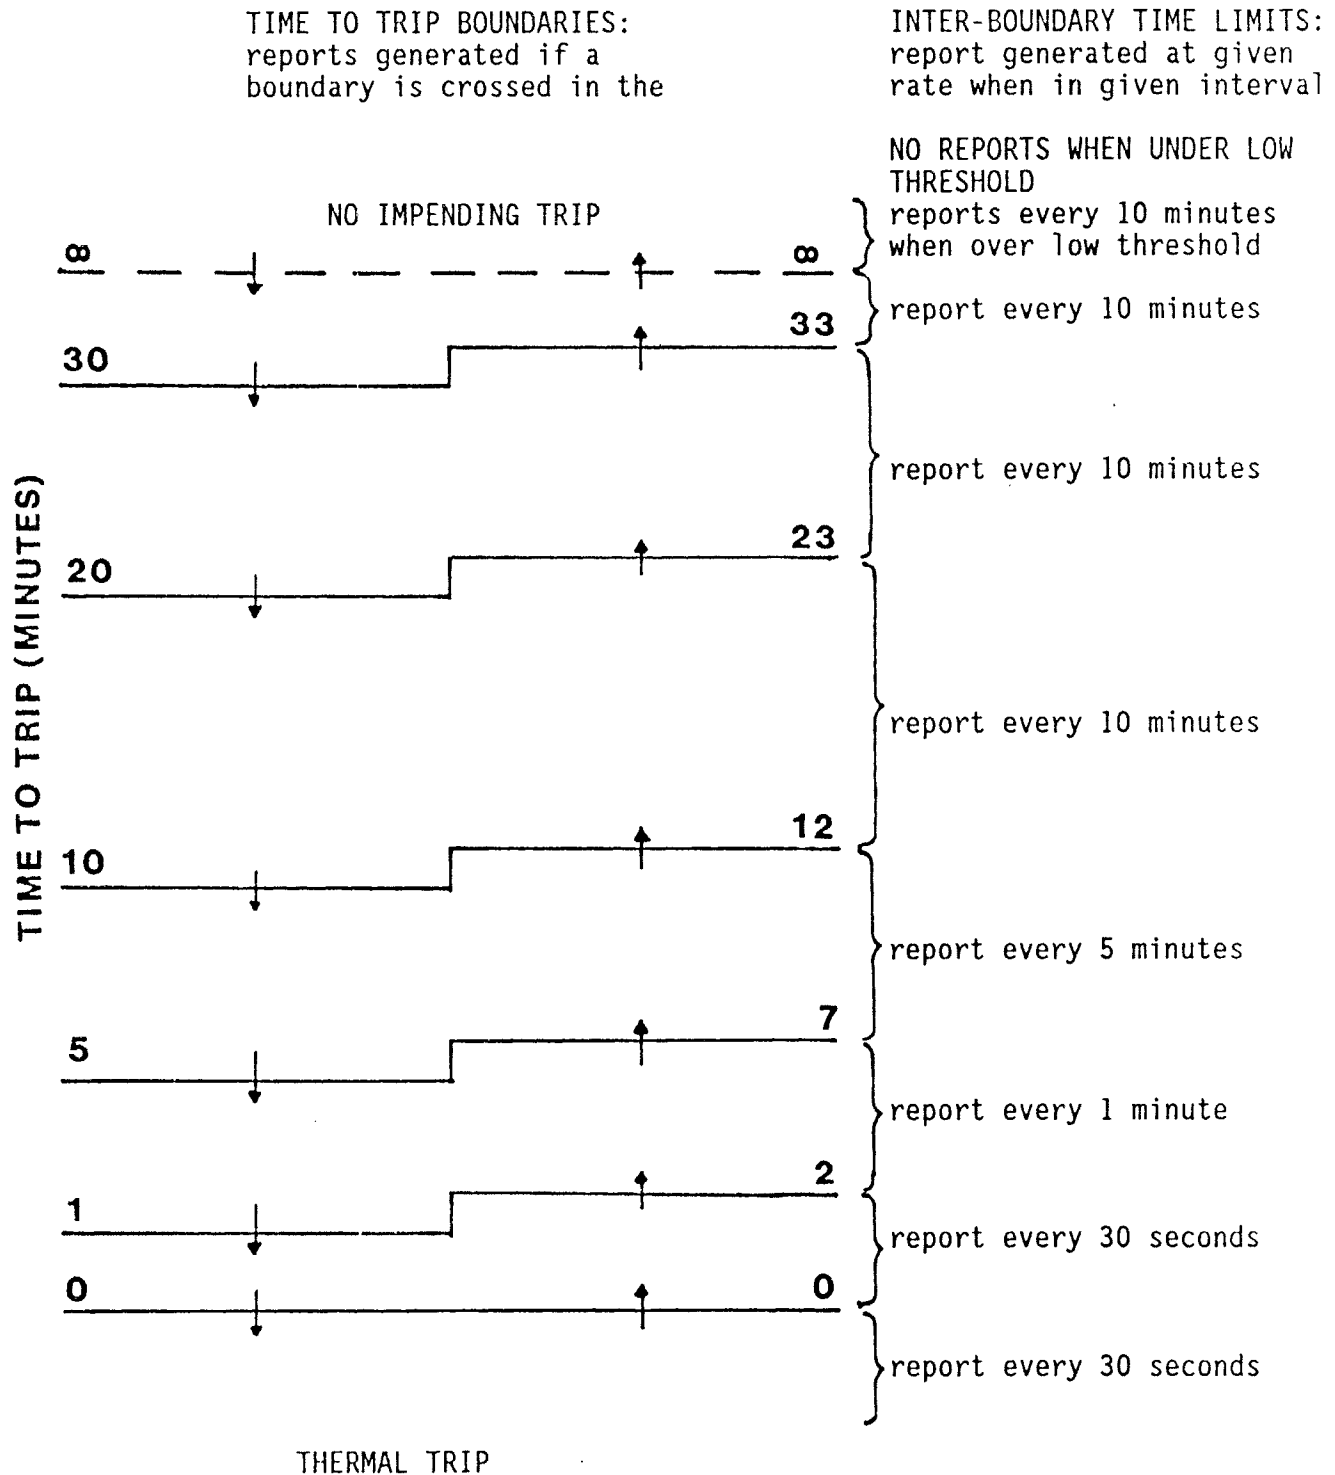 TIME TO TRIP BOUNDARIES:
reports generated if a
boundary is crossed in the
INTER-BOUNDARY TIME LIMITS:
report generated at given
rate when in given interval
NO REPORTS WHEN UNDER LOW
THRESHOLD
reports every 10 minutes
when over low threshold
NO IMPENDING TRIP
∞
∞
report every 10 minutes
33
30
report every 10 minutes
23
20
TIME TO TRIP (MINUTES)
report every 10 minutes
12
10
report every 5 minutes
7
5
report every 1 minute
2
1
report every 30 seconds
0
0
report every 30 seconds
THERMAL TRIP